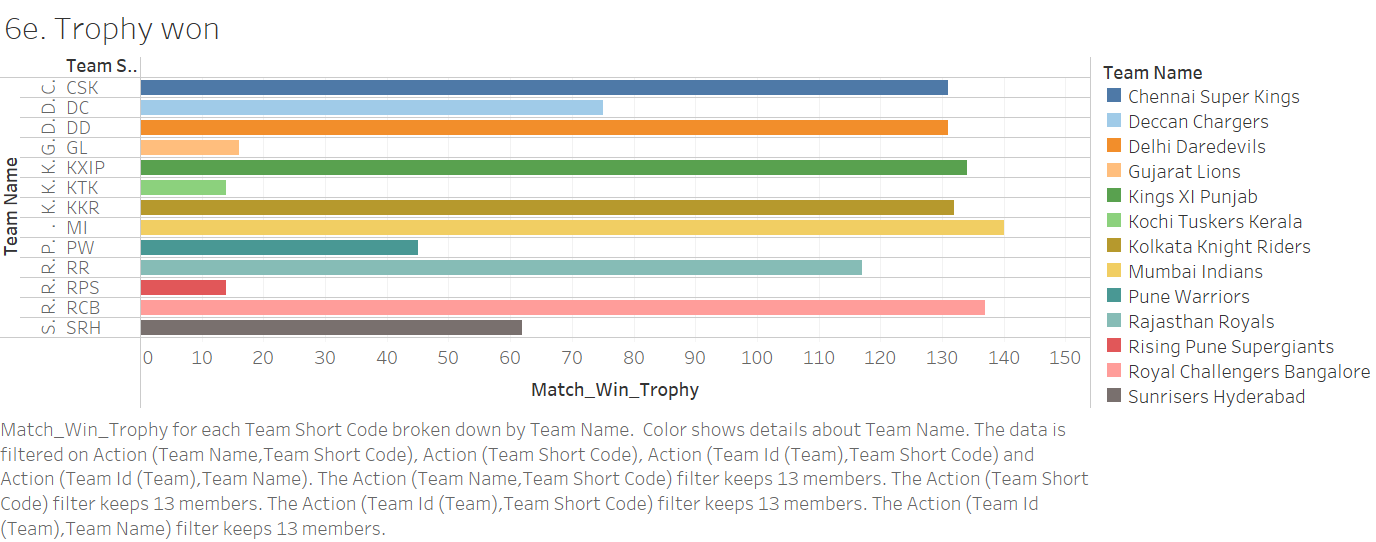 6e. Trophy won
Team S..
Team Name
C. CSK
D. DC
D. DD
G. GL
K. KXIP
K. KTK
K. KKR
. MI
P. PW
R. RR
R. RPS
R. RCB
S. SRH
0 10 20 30 40 50 60 70 80 90 100 110 120 130 140 150
Match_Win_Trophy
Team Name
Chennai Super Kings
Deccan Chargers
Delhi Daredevils
Gujarat Lions
Kings XI Punjab
Kochi Tuskers Kerala
Kolkata Knight Riders
Mumbai Indians
Pune Warriors
Rajasthan Royals
Rising Pune Supergiants
Royal Challengers Bangalore
Sunrisers Hyderabad
Match_Win_Trophy for each Team Short Code broken down by Team Name.  Color shows details about Team Name. The data is
filtered on Action (Team Name,Team Short Code), Action (Team Short Code), Action (Team Id (Team),Team Short Code) and
Action (Team Id (Team),Team Name). The Action (Team Name,Team Short Code) filter keeps 13 members. The Action (Team Short
Code) filter keeps 13 members. The Action (Team Id (Team),Team Short Code) filter keeps 13 members. The Action (Team Id
(Team),Team Name) filter keeps 13 members.